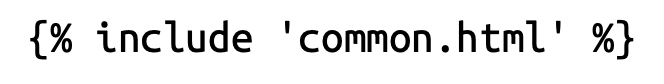 {% include 'common.html' %}